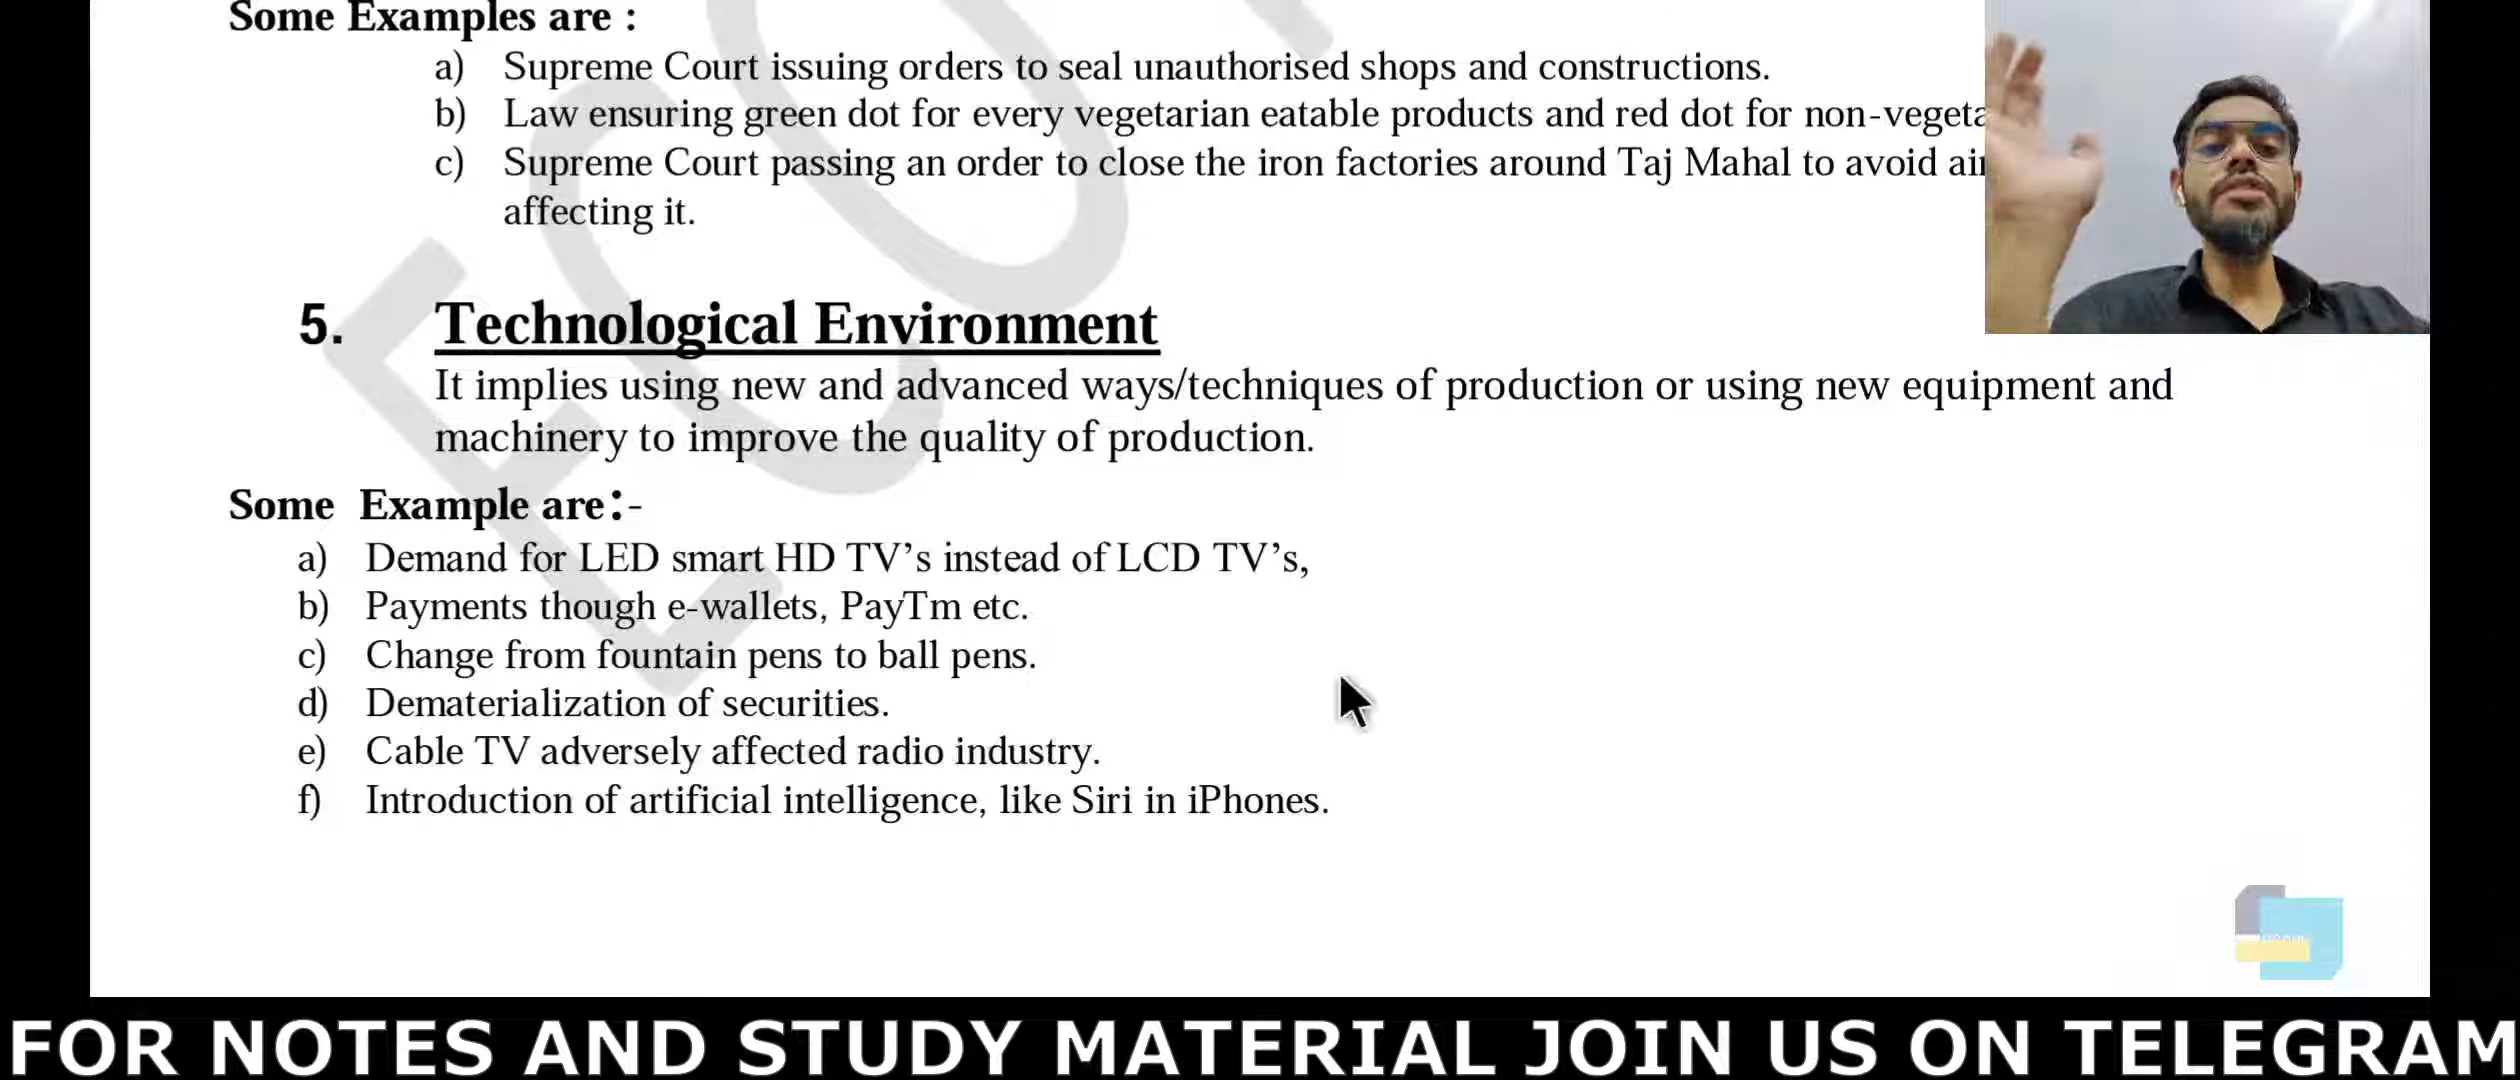 Some Examples are :
a) Supreme Court issuing orders to seal unauthorised shops and constructions.
b) Law ensuring green dot for every vegetarian eatable products and red dot for
c) Supreme Court passing an order to close the iron factories around Taj Mahal to avoid
affecting it.
5. Technological Environment
It implies using new and advanced ways/techniques of production or using new equipment and
machinery to improve the quality of production.
Some Example are:-
a) Demand for LED smart HD TV’s instead of LCD TV’s,
b) Payments though e-wallets, PayTm etc.
c) Change from fountain pens to ball pens.
d) Dematerialization of securities.
e) Cable TV adversely affected radio industry.
f) Introduction of artificial intelligence, like Siri in iPhones.
FOR NOTES AND STUDY MATERIAL JOIN US ON TELEGRAM